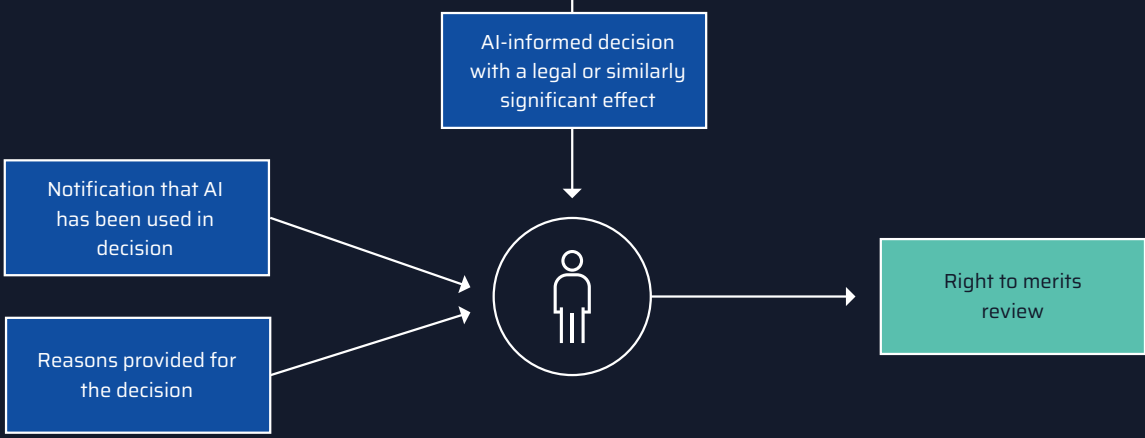 AI-informed decision
with a legal or similarly
significant effect
Notification that AI
has been used in
decision
Reasons provided for
the decision
Right to merits
review